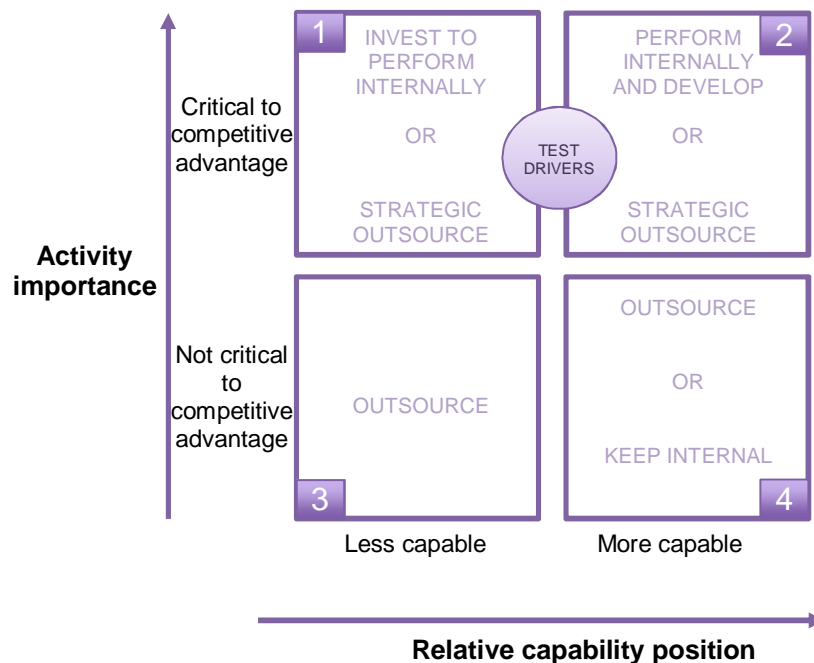 1
INVEST TO
PERFORM
INTERNALLY
OR
STRATEGIC
OUTSOURCE
PERFORM
INTERNALLY
AND DEVELOP
OR
STRATEGIC
OUTSOURCE
2
TEST
DRIVERS
Critical to
competitive
advantage
Activity
importance
Not critical
to
competitive
advantage
OUTSOURCE
3
OUTSOURCE
OR
KEEP INTERNAL
4
Less capable
More capable
Relative capability position